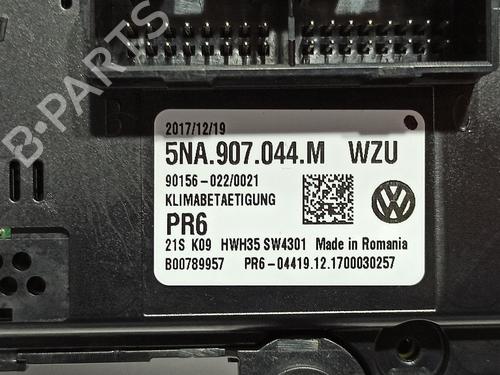 B-PARTS
2017/12/19
5NA.907.044.M WZU
90156-022/0021
KLIMABETAETIGUNG
PR6
21S K09 HWH35 SW4301 Made in Romania
B00789957 PR6-04419.12.1700030257